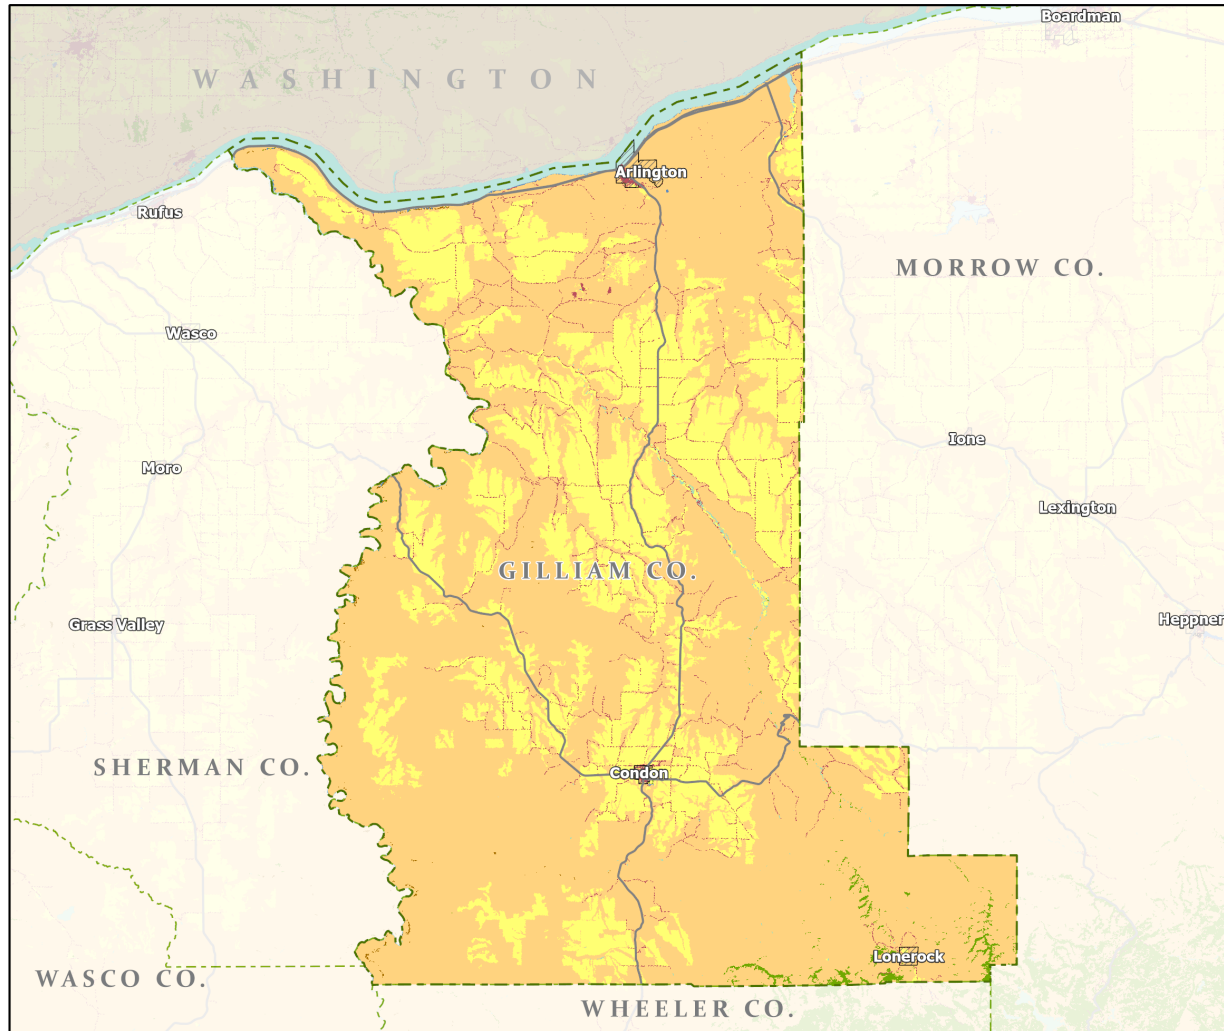 Boardman
WASHINGTON
Arlington
Rufus
MORROW CO.
Wasco
Ione
Moro
Lexington
GILLIAM CO.
Grass Valley
Heppner
SHERMAN CO.
Condon
Lonerock
WASCO CO.
WHEELER CO.